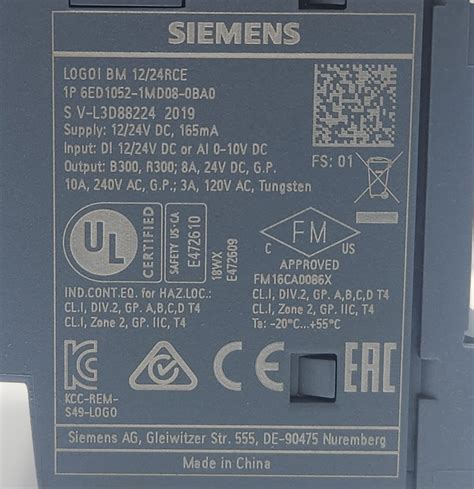 SIEMENS
LOGO! BM 12/24RCE
1P 6ED1052-1MD08-0BA0
S V-L3D88224 2019
Supply: 12/24V DC, 165mA
Input: DI 12/24V DC or AI 0-10V DC
Output: B300, R300; 8A, 24V DC, G.P.
10A, 240V AC, G.P.; 3A, 120V AC, Tungsten
FS: 01
UL
CERTIFIED
SAFETY US-CA
E472610
18WX
E472609
FM
C US
APPROVED
FM16CA0086X
IND.CONT.EQ. for HAZ.LOC.:
CL.I, DIV.2, GP. A,B,C,D T4
CL.I, Zone 2, GP. IIC, T4
CL.I, DIV.2, GP. A,B,C,D T4
CL.I, Zone 2, GP. IIC, T4
Ta: -20°C...+55°C
KC
CE
EAC
KCC-REM-
S49-LOGO
Siemens AG, Gleiwitzer Str. 555, DE-90475 Nuremberg
Made in China